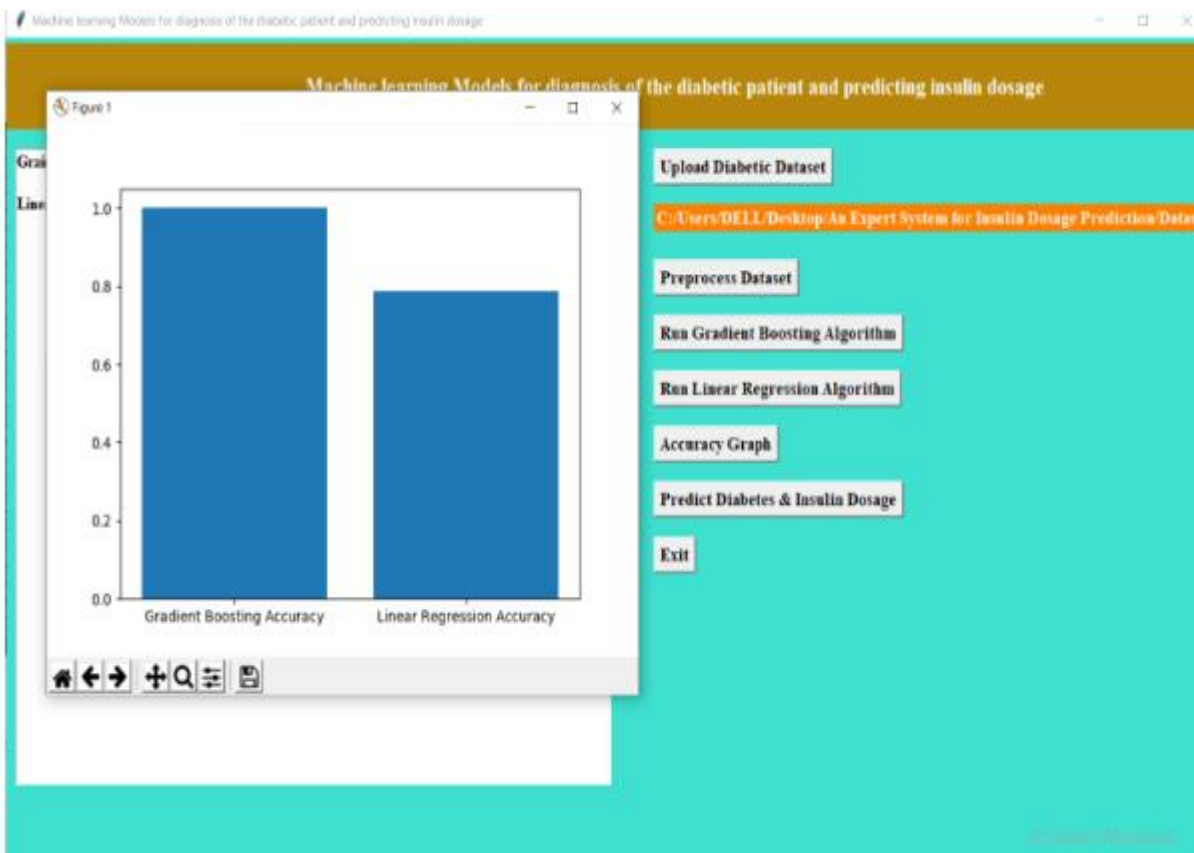 Machine learning Models for diagnosis of the diabetic patient and predicting insulin dosage
Machine learning Models for diagnosis of the diabetic patient and predicting insulin dosage
Figure 1
Upload Diabetic Dataset
C:/Users/DELL/Desktop/An Expert System for Insulin Dosage Prediction/Datas
Preprocess Dataset
Run Gradient Boosting Algorithm
Run Linear Regression Algorithm
Accuracy Graph
Predict Diabetes & Insulin Dosage
Exit
Line
1.0
0.8
0.6
0.4
0.2
0.0
Gradient Boosting Accuracy
Linear Regression Accuracy